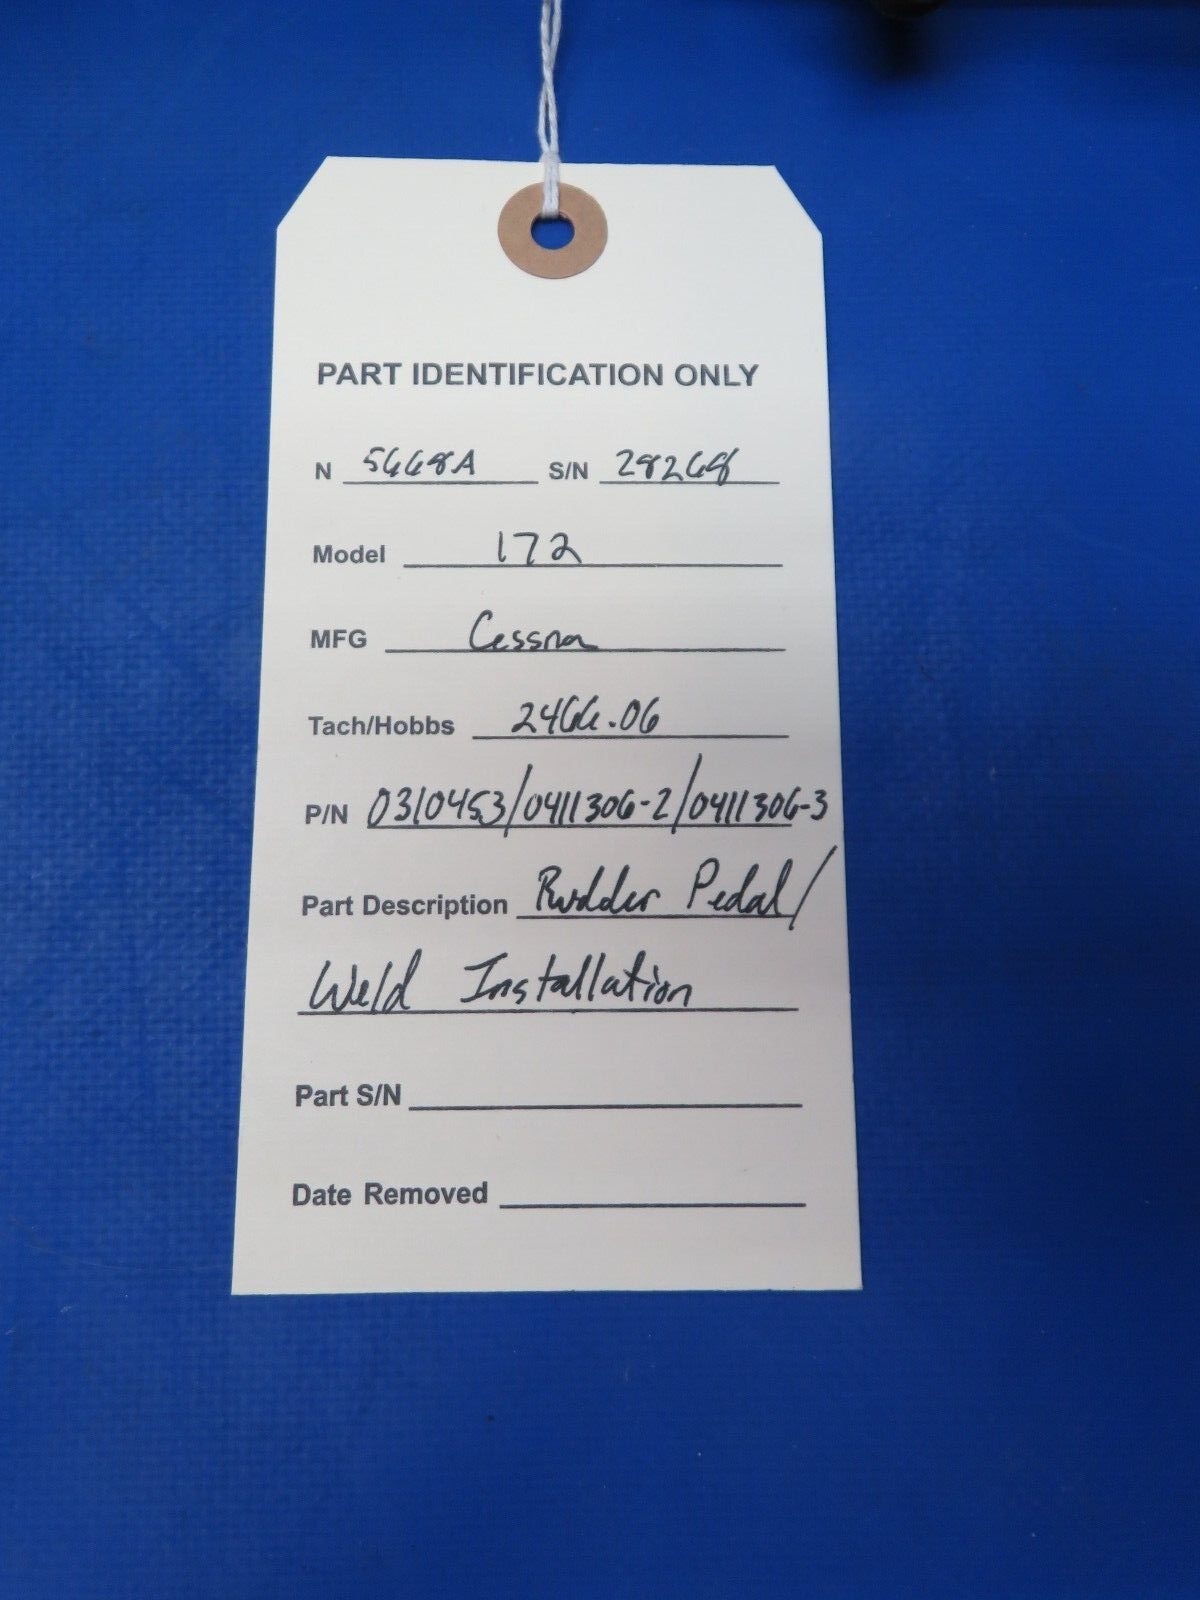 PART IDENTIFICATION ONLY
N 5668A S/N 28268
Model 172
MFG Cessna
Tach/Hobbs 2466.06
P/N 0310453/0411306-2/0411306-3
Part Description Rudder Pedal/
Weld Installation
Part S/N
Date Removed